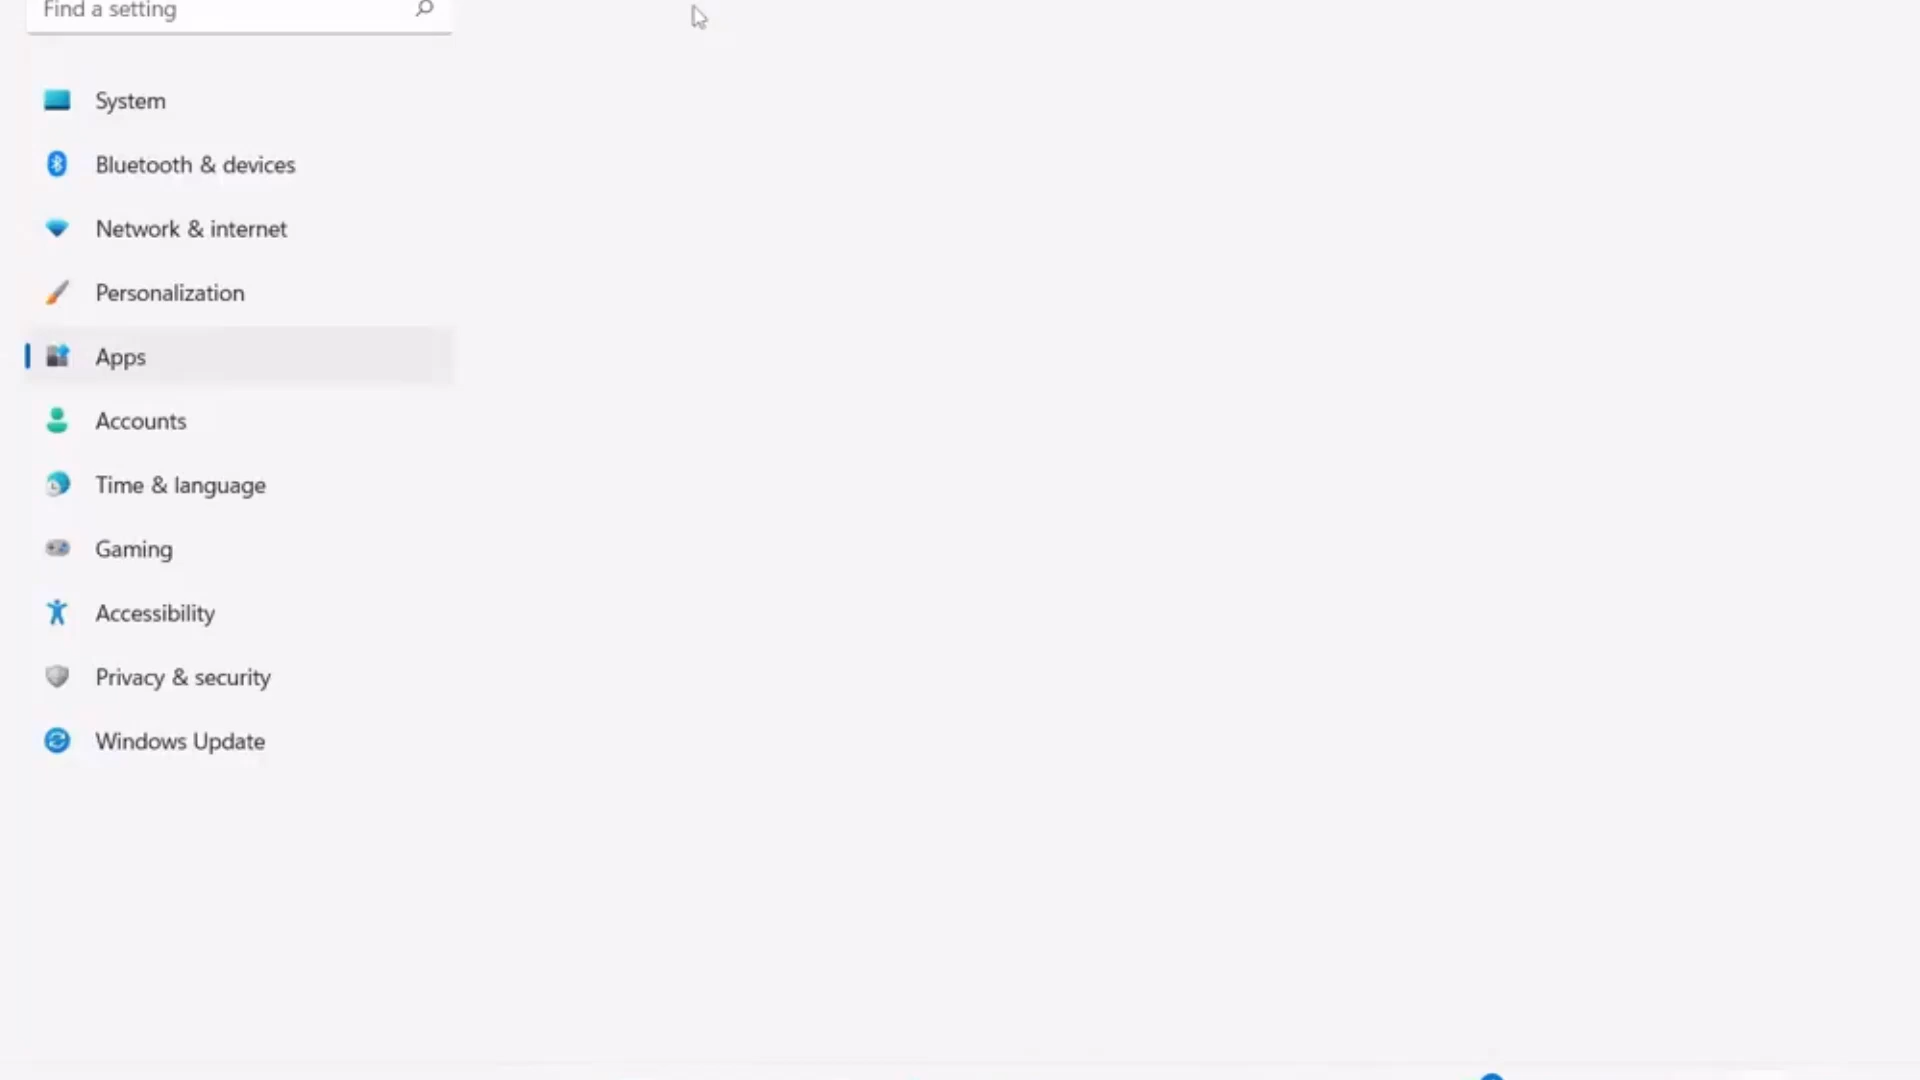 Find a setting
System
Bluetooth & devices
Network & internet
Personalization
Apps
Accounts
Time & language
Gaming
Accessibility
Privacy & security
Windows Update